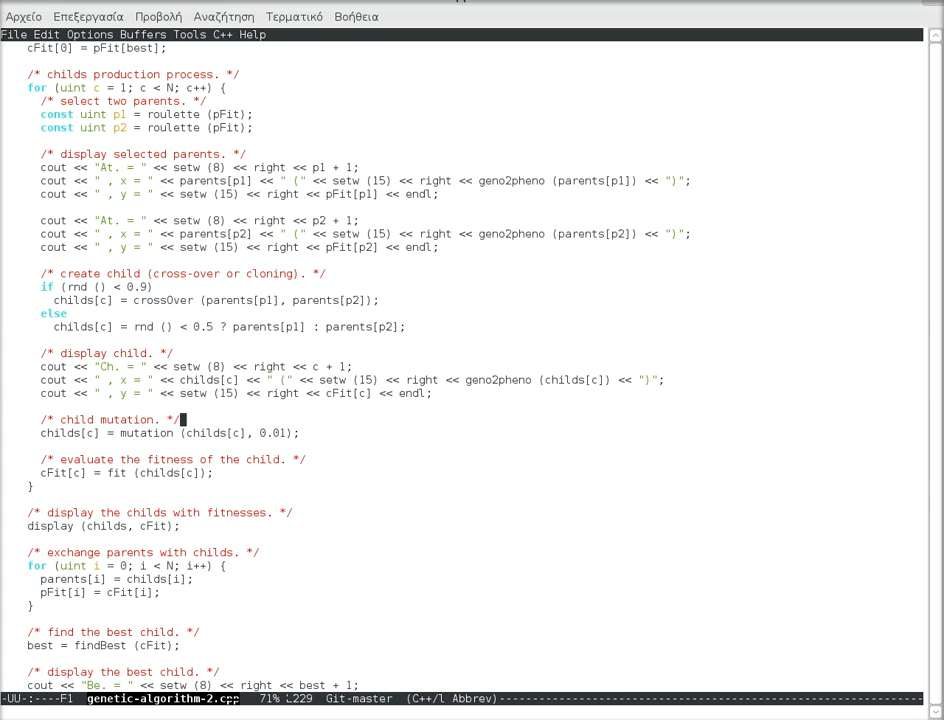 Αρχείο Επεξεργασία Προβολή Αναζήτηση Τερματικό Βοήθεια
File Edit Options Buffers Tools C++ Help
cFit[0] = pFit[best];
/* childs production process. */
for (uint c = 1; c < N; c++) {
/* select two parents. */
const uint p1 = roulette (pFit);
const uint p2 = roulette (pFit);
/* display selected parents. */
cout << "At. = " << setw (8) << right << p1 + 1;
cout << " , x = " << parents[p1] << " (" << setw (15) << right << geno2pheno (parents[p1]) << ")";
cout << " , y = " << setw (15) << right << pFit[p1] << endl;
cout << "At. = " << setw (8) << right << p2 + 1;
cout << " , x = " << parents[p2] << " (" << setw (15) << right << geno2pheno (parents[p2]) << ")";
cout << " , y = " << setw (15) << right << pFit[p2] << endl;
/* create child (cross-over or cloning). */
if (rnd () < 0.9)
childs[c] = crossOver (parents[p1], parents[p2]);
else
childs[c] = rnd () < 0.5 ? parents[p1] : parents[p2];
/* display child. */
cout << "Ch. = " << setw (8) << right << c + 1;
cout << " , x = " << childs[c] << " (" << setw (15) << right << geno2pheno (childs[c]) << ")";
cout << " , y = " << setw (15) << right << cFit[c] << endl;
/* child mutation. */
childs[c] = mutation (childs[c], 0.01);
/* evaluate the fitness of the child. */
cFit[c] = fit (childs[c]);
}
/* display the childs with fitnesses. */
display (childs, cFit);
/* exchange parents with childs. */
for (uint i = 0; i < N; i++) {
parents[i] = childs[i];
pFit[i] = cFit[i];
}
/* find the best child. */
best = findBest (cFit);
/* display the best child. */
cout << "Be. = " << setw (8) << right << best + 1;
-UU-:----F1 genetic-algorithm-2.cpp 71% L229 Git-master (C++/l Abbrev)----------------------------------------------------------------